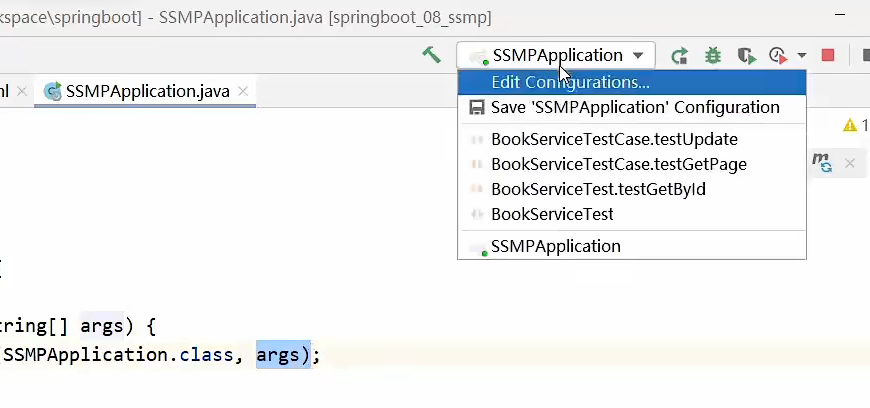 kspace\springboot] - SSMPApplication.java [springboot_08_ssmp]
SSMPApplication
ml
SSMPApplication.java
Edit Configurations...
Save 'SSMPApplication' Configuration
BookServiceTestCase.testUpdate
BookServiceTestCase.testGetPage
BookServiceTest.testGetById
BookServiceTest
SSMPApplication
1
m
tring[] args) {
(SSMPApplication.class, args);